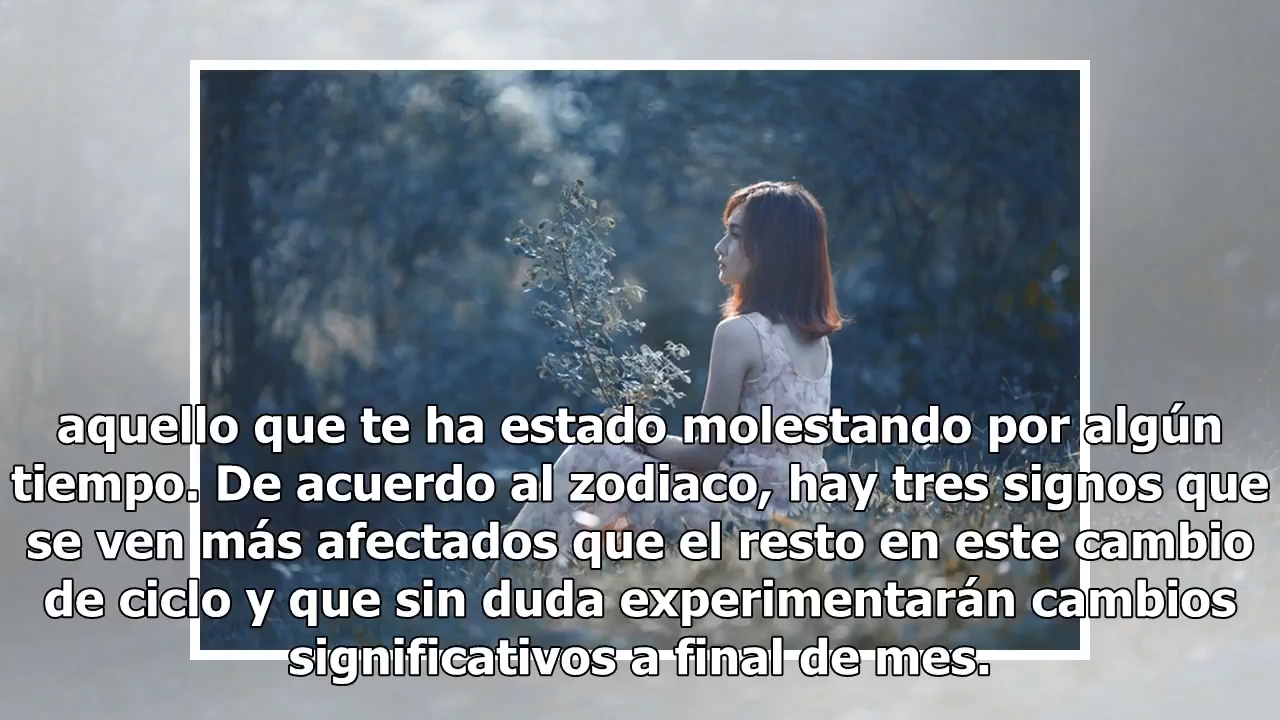 aquello que te ha estado molestando por algún
tiempo. De acuerdo al zodiaco, hay tres signos que
se ven más afectados que el resto en este cambio
de ciclo y que sin duda experimentarán cambios
significativos a final de mes.